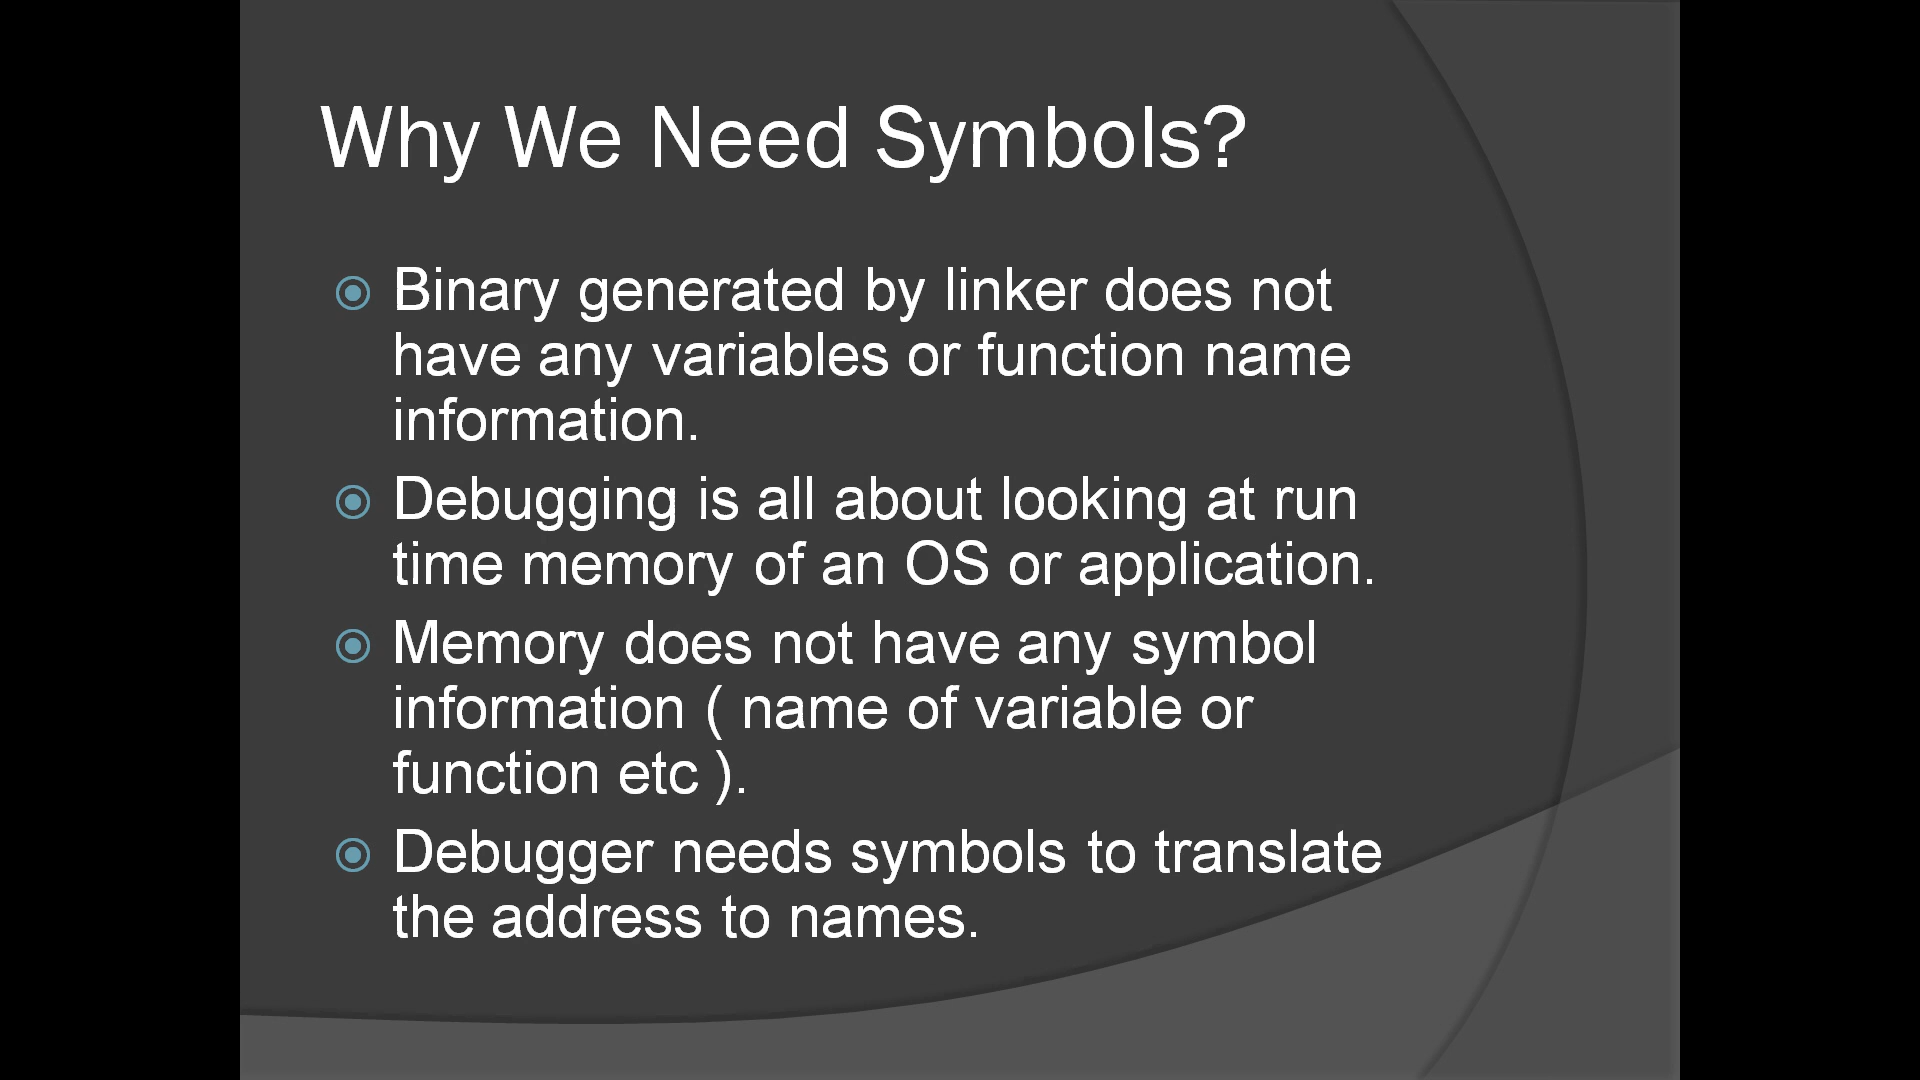 Why We Need Symbols?
Binary generated by linker does not
have any variables or function name
information.
Debugging is all about looking at run
time memory of an OS or application.
Memory does not have any symbol
information ( name of variable or
function etc ).
Debugger needs symbols to translate
the address to names.